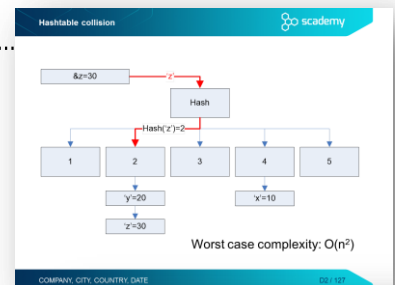 Hashtable collision
scademy
&z=30
'z'
Hash
Hash('z')=2
1
2
3
4
5
'y'=20
'x'=10
'z'=30
Worst case complexity: O(n²)
COMPANY, CITY, COUNTRY, DATE
D2 / 127